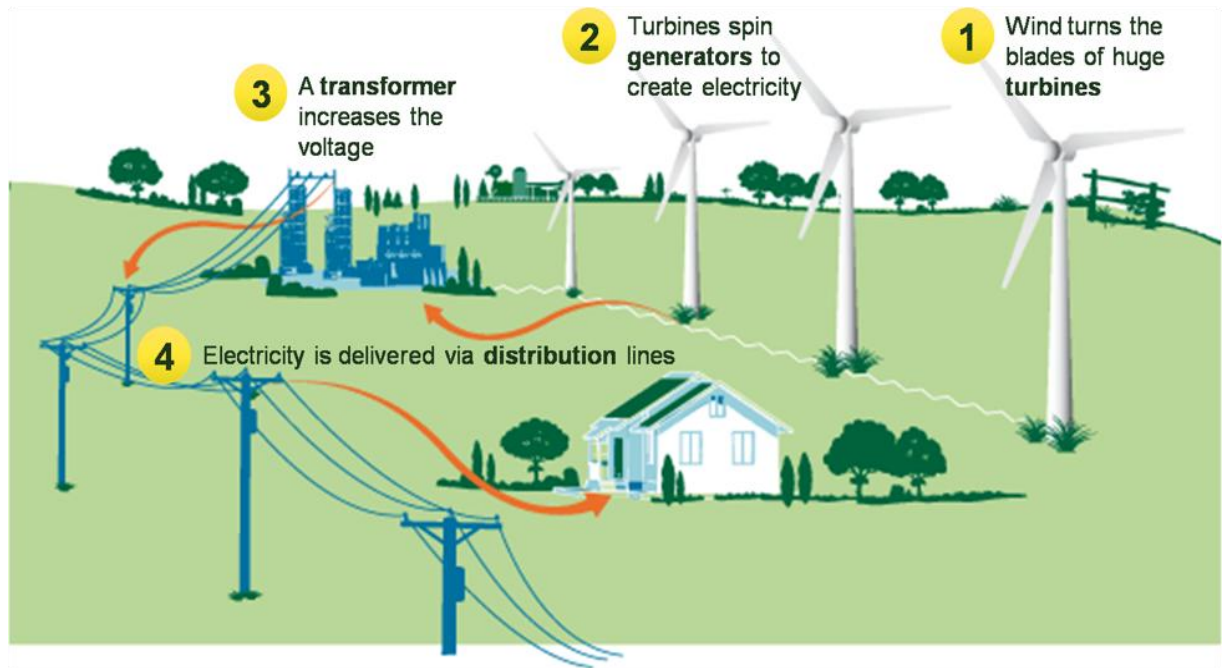 1
Wind turns the
blades of huge
turbines
2
Turbines spin
generators to
create electricity
3
A transformer
increases the
voltage
4
Electricity is delivered via distribution lines